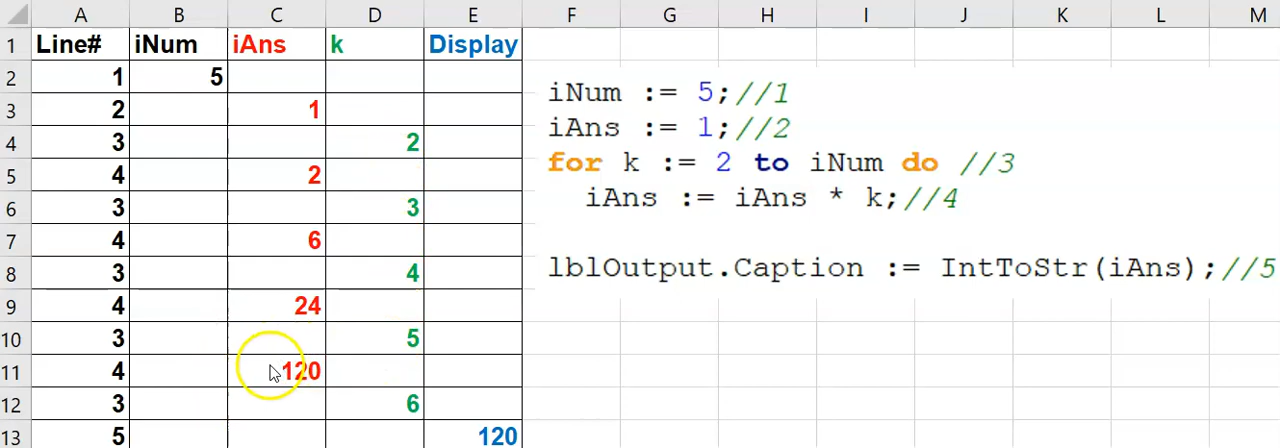 A B C D E F G H I J K L M
1 Line# iNum iAns k Display
2 1 5
3 2 1
4 3 2
5 4 2
6 3 3
7 4 6
8 3 4
9 4 24
10 3 5
11 4 120
12 3 6
13 5 120
iNum := 5;//1
iAns := 1;//2
for k := 2 to iNum do //3
iAns := iAns * k;//4
lblOutput.Caption := IntToStr(iAns);//5